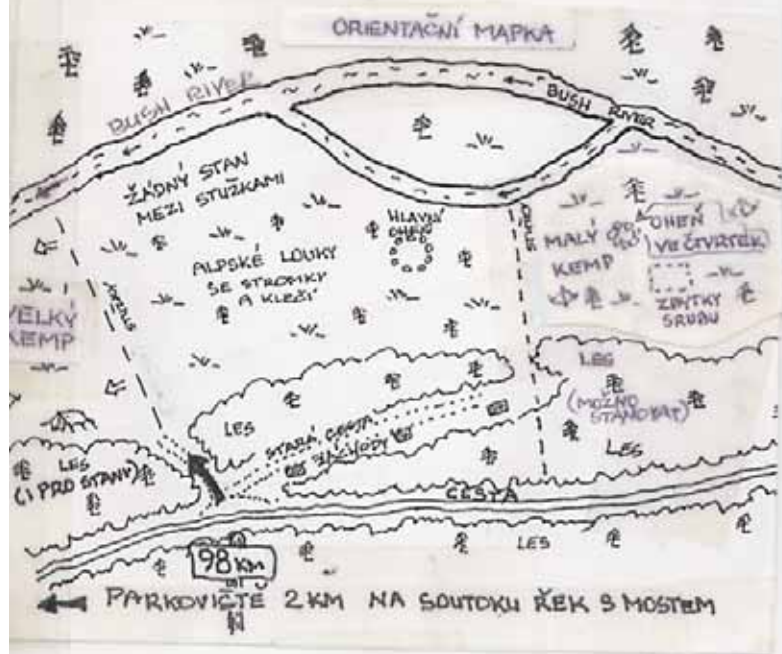 ORIENTAČNÍ MAPKA
BUSH RIVER
BUSH RIVER
ŽÁDNÝ STAN
MEZI STUŽKAMI
HLAVNÍ
OHEŇ
ALPSKÉ LOUKY
SE STROMKY
A KLEČÍ
MALÝ
KEMP
OHEŇ
VE ČTVRTEK
ZBYTKY
SRUBU
VELKÝ
KEMP
LES
(MOŽNO
STANOVAT)
LES
LES
STARÁ CESTA
ZÁCHODY
LES
(I PRO STANY)
CESTA
LES
98 KM
PARKOVIČTĚ 2 KM NA SOUTOKU ŘEK S MOSTEM